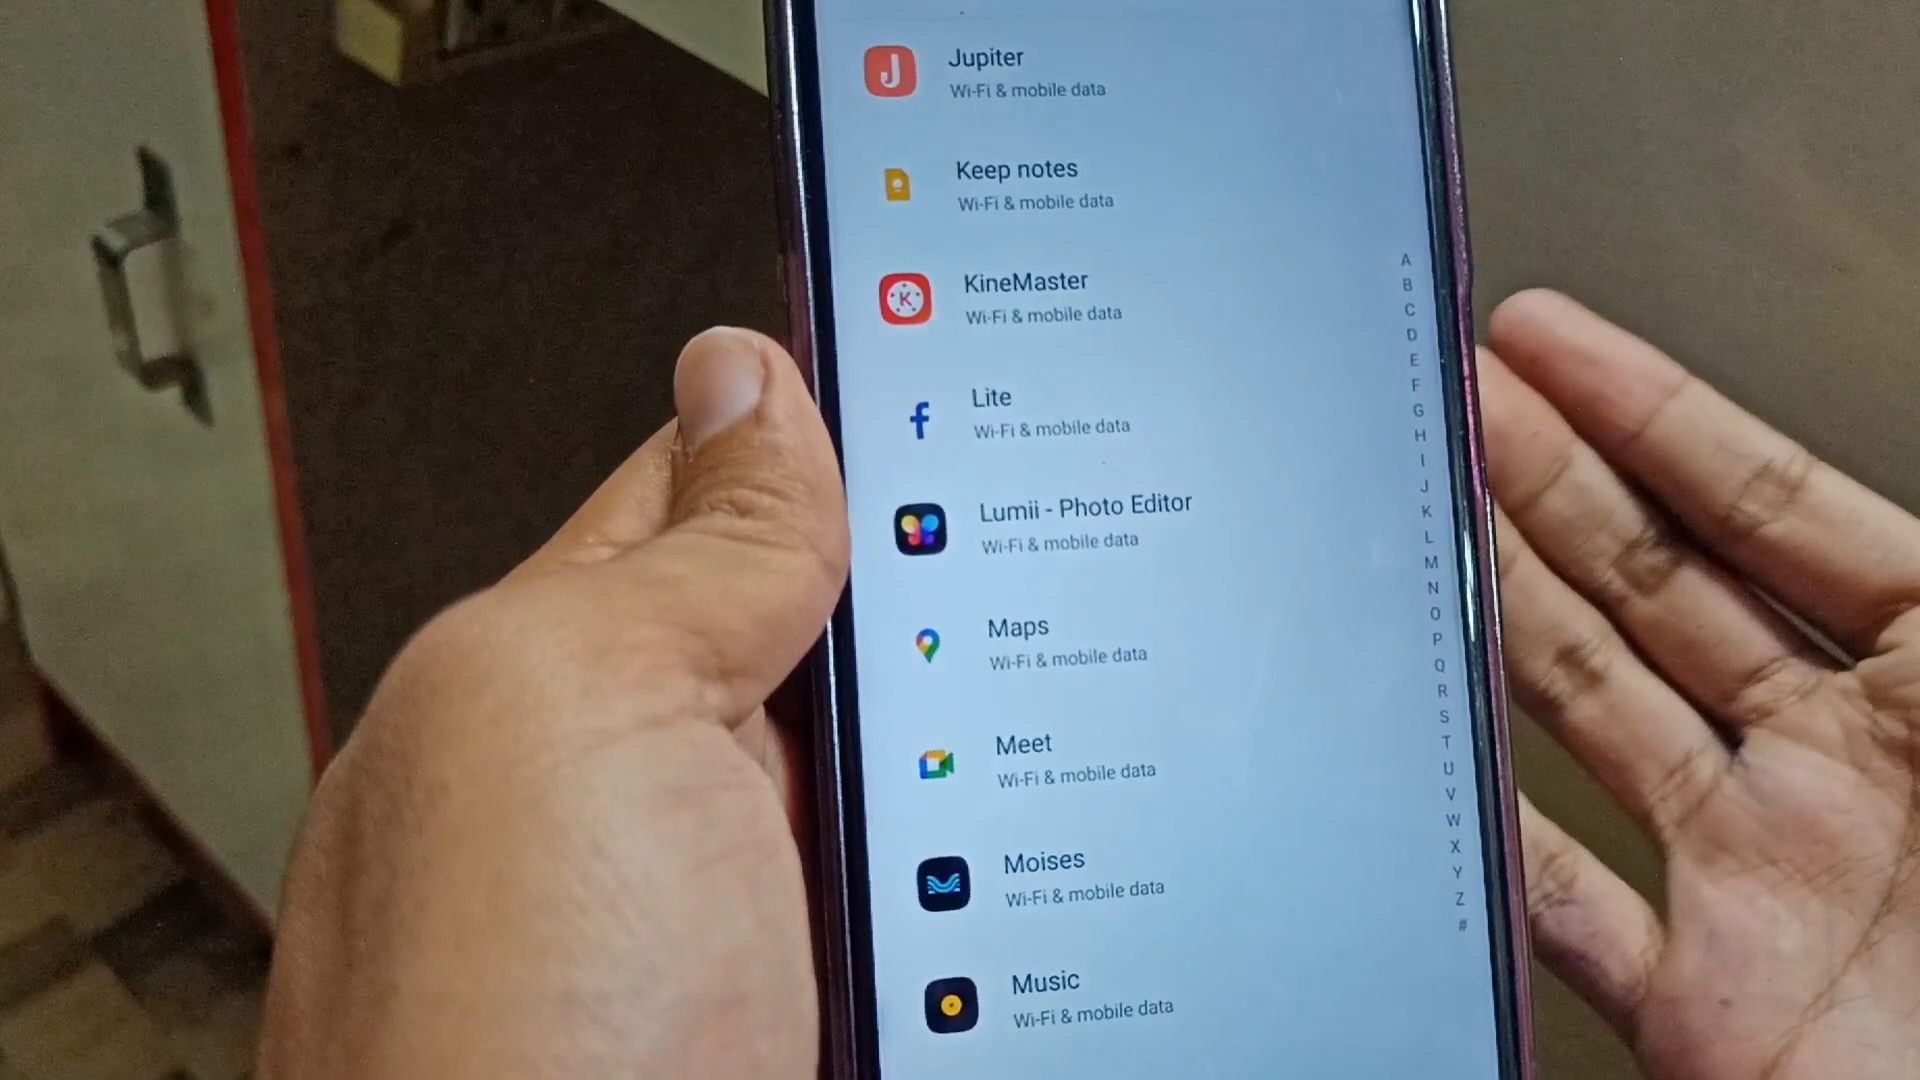 Jupiter
Wi-Fi & mobile data
Keep notes
Wi-Fi & mobile data
KineMaster
Wi-Fi & mobile data
Lite
Wi-Fi & mobile data
Lumii - Photo Editor
Wi-Fi & mobile data
Maps
Wi-Fi & mobile data
Meet
Wi-Fi & mobile data
Moises
Wi-Fi & mobile data
Music
Wi-Fi & mobile data
A
B
C
D
E
F
G
H
I
J
K
L
M
N
O
P
Q
R
S
T
U
V
W
X
Y
Z
#